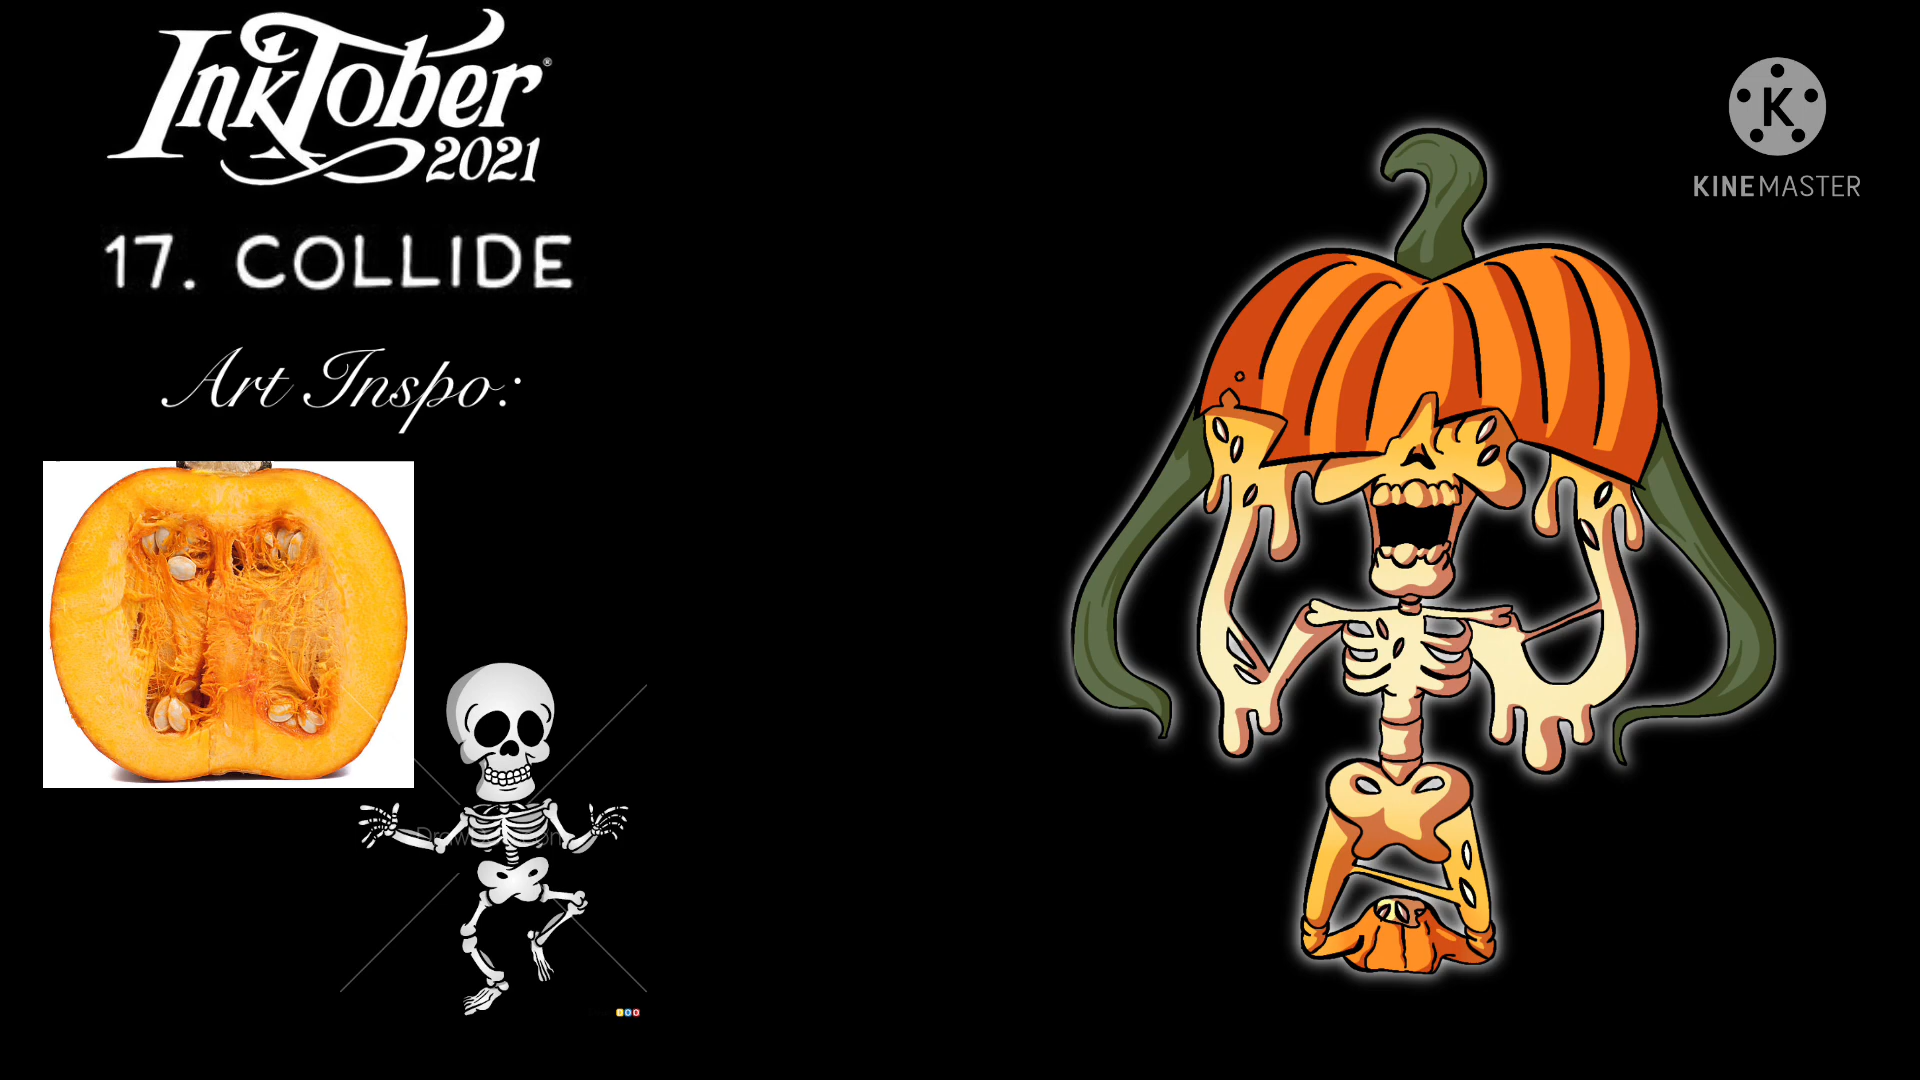 InkTober®
2021
17. COLLIDE
Art Inspo:
K
KINEMASTER